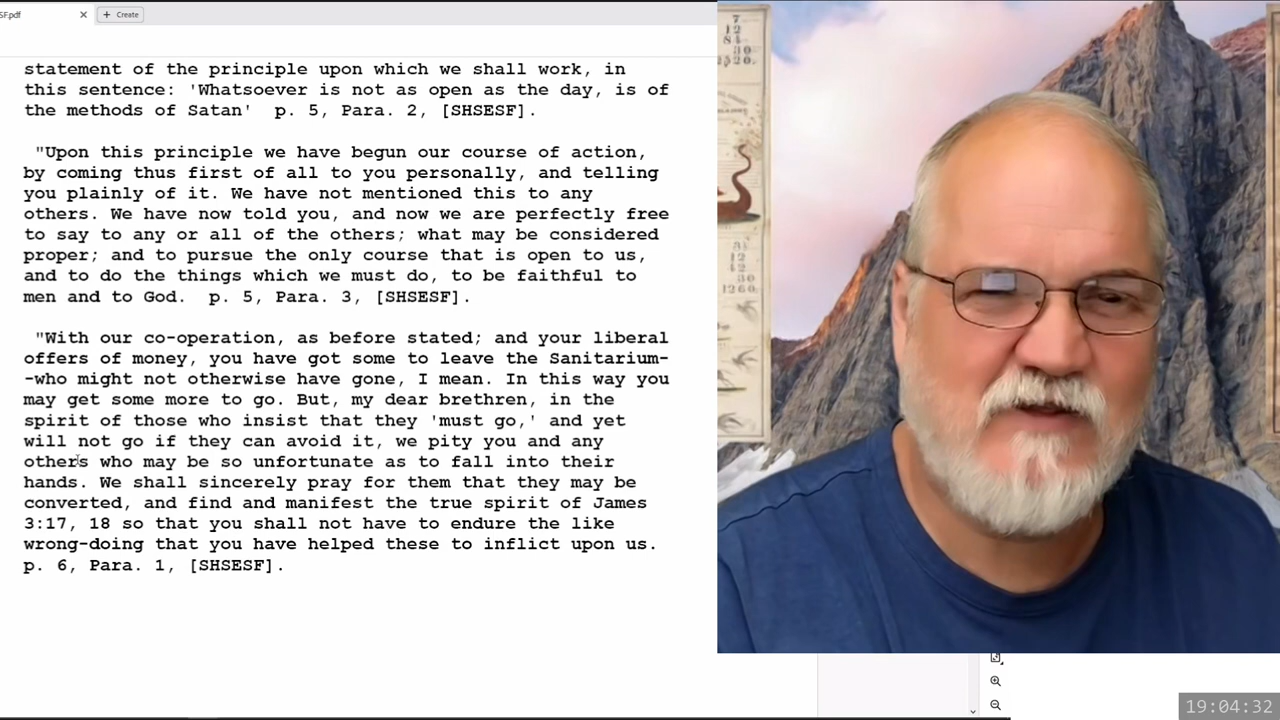 SF.pdf
Create
statement of the principle upon which we shall work, in
this sentence: 'Whatsoever is not as open as the day, is of
the methods of Satan'  p. 5, Para. 2, [SHSESF].
"Upon this principle we have begun our course of action,
by coming thus first of all to you personally, and telling
you plainly of it. We have not mentioned this to any
others. We have now told you, and now we are perfectly free
to say to any or all of the others; what may be considered
proper; and to pursue the only course that is open to us,
and to do the things which we must do, to be faithful to
men and to God.  p. 5, Para. 3, [SHSESF].
"With our co-operation, as before stated; and your liberal
offers of money, you have got some to leave the Sanitarium-
-who might not otherwise have gone, I mean. In this way you
may get some more to go. But, my dear brethren, in the
spirit of those who insist that they 'must go,' and yet
will not go if they can avoid it, we pity you and any
others who may be so unfortunate as to fall into their
hands. We shall sincerely pray for them that they may be
converted, and find and manifest the true spirit of James
3:17, 18 so that you shall not have to endure the like
wrong-doing that you have helped these to inflict upon us.
p. 6, Para. 1, [SHSESF].
7
12
84
30
2520
1260
19:04:32